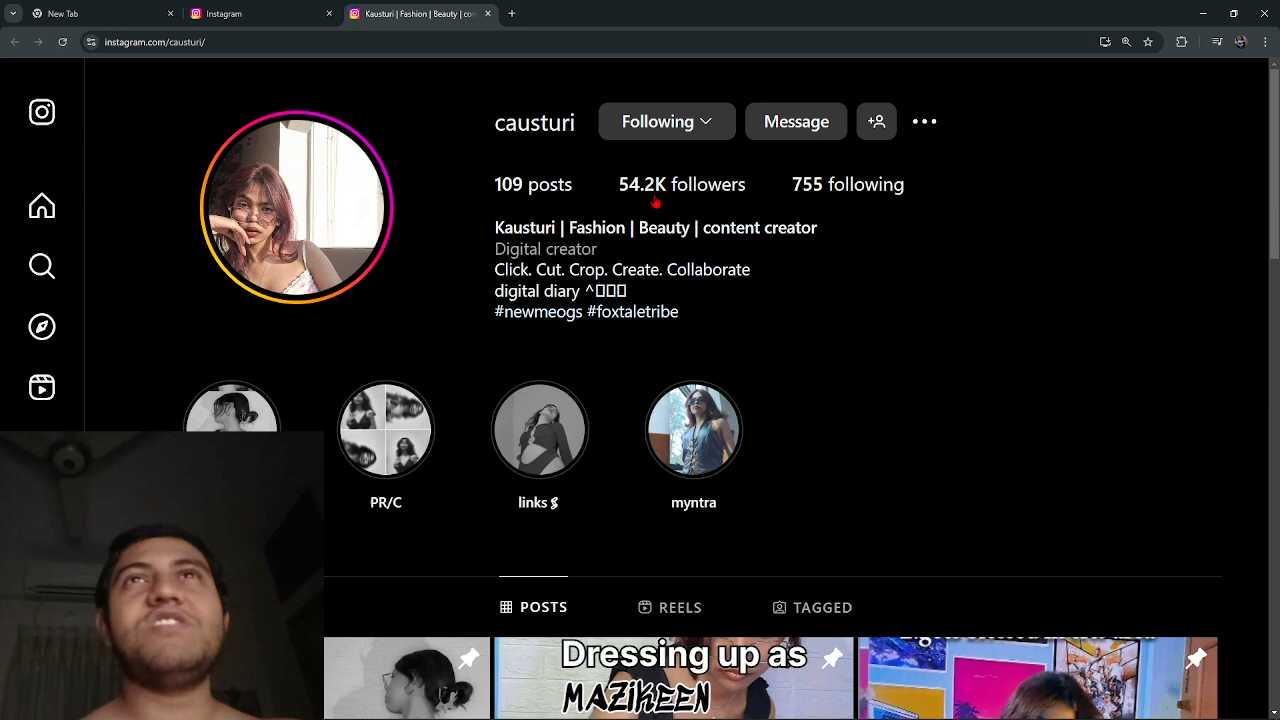 New Tab
Instagram
Kausturi | Fashion | Beauty | con
instagram.com/causturi/
causturi
Following
Message
109 posts
54.2K followers
755 following
Kausturi | Fashion | Beauty | content creator
Digital creator
Click. Cut. Crop. Create. Collaborate
digital diary ^
#newmeogs #foxtaletribe
PR/C
links
myntra
POSTS
REELS
TAGGED
Dressing up as
MAZIKEEN